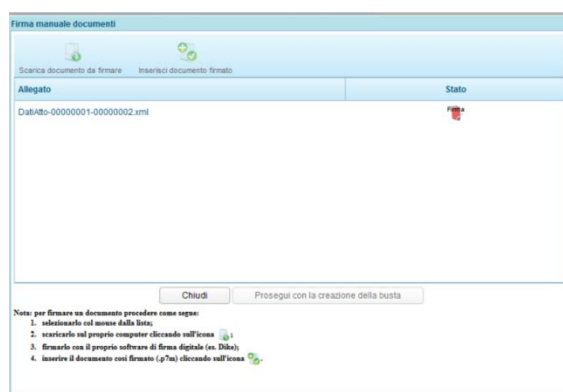 Firma manuale documenti
Scarica documento da firmare Inserisci documento firmato
Allegato Stato
DatiAtto-00000001-00000002.xml Firma
Chiudi Prosegui con la creazione della busta
Nota: per firmare un documento procedere come segue:
1. selezionarlo col mouse dalla lista;
2. scaricarlo sul proprio computer cliccando sull'icona ;
3. firmarlo con il proprio software di firma digitale (es. Dike);
4. inserire il documento così firmato (.p7m) cliccando sull'icona .